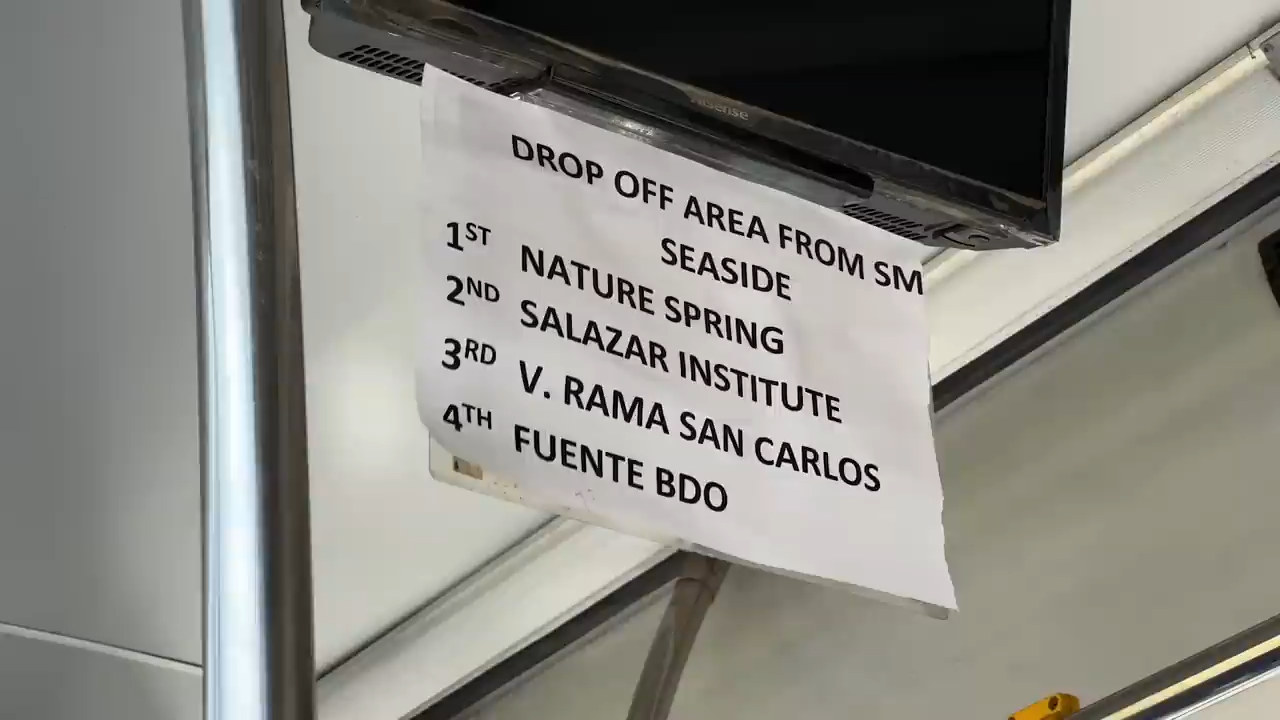 Hisense
DROP OFF AREA FROM SM
SEASIDE
1ST NATURE SPRING
2ND SALAZAR INSTITUTE
3RD V. RAMA SAN CARLOS
4TH FUENTE BDO